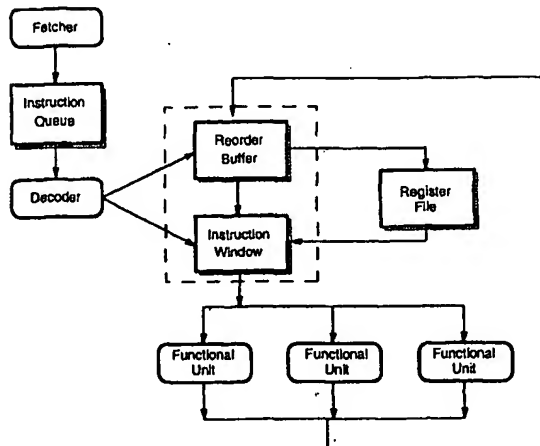 Fetcher
Instruction
Queue
Decoder
Reorder
Buffer
Instruction
Window
Register
File
Functional
Unit
Functional
Unit
Functional
Unit